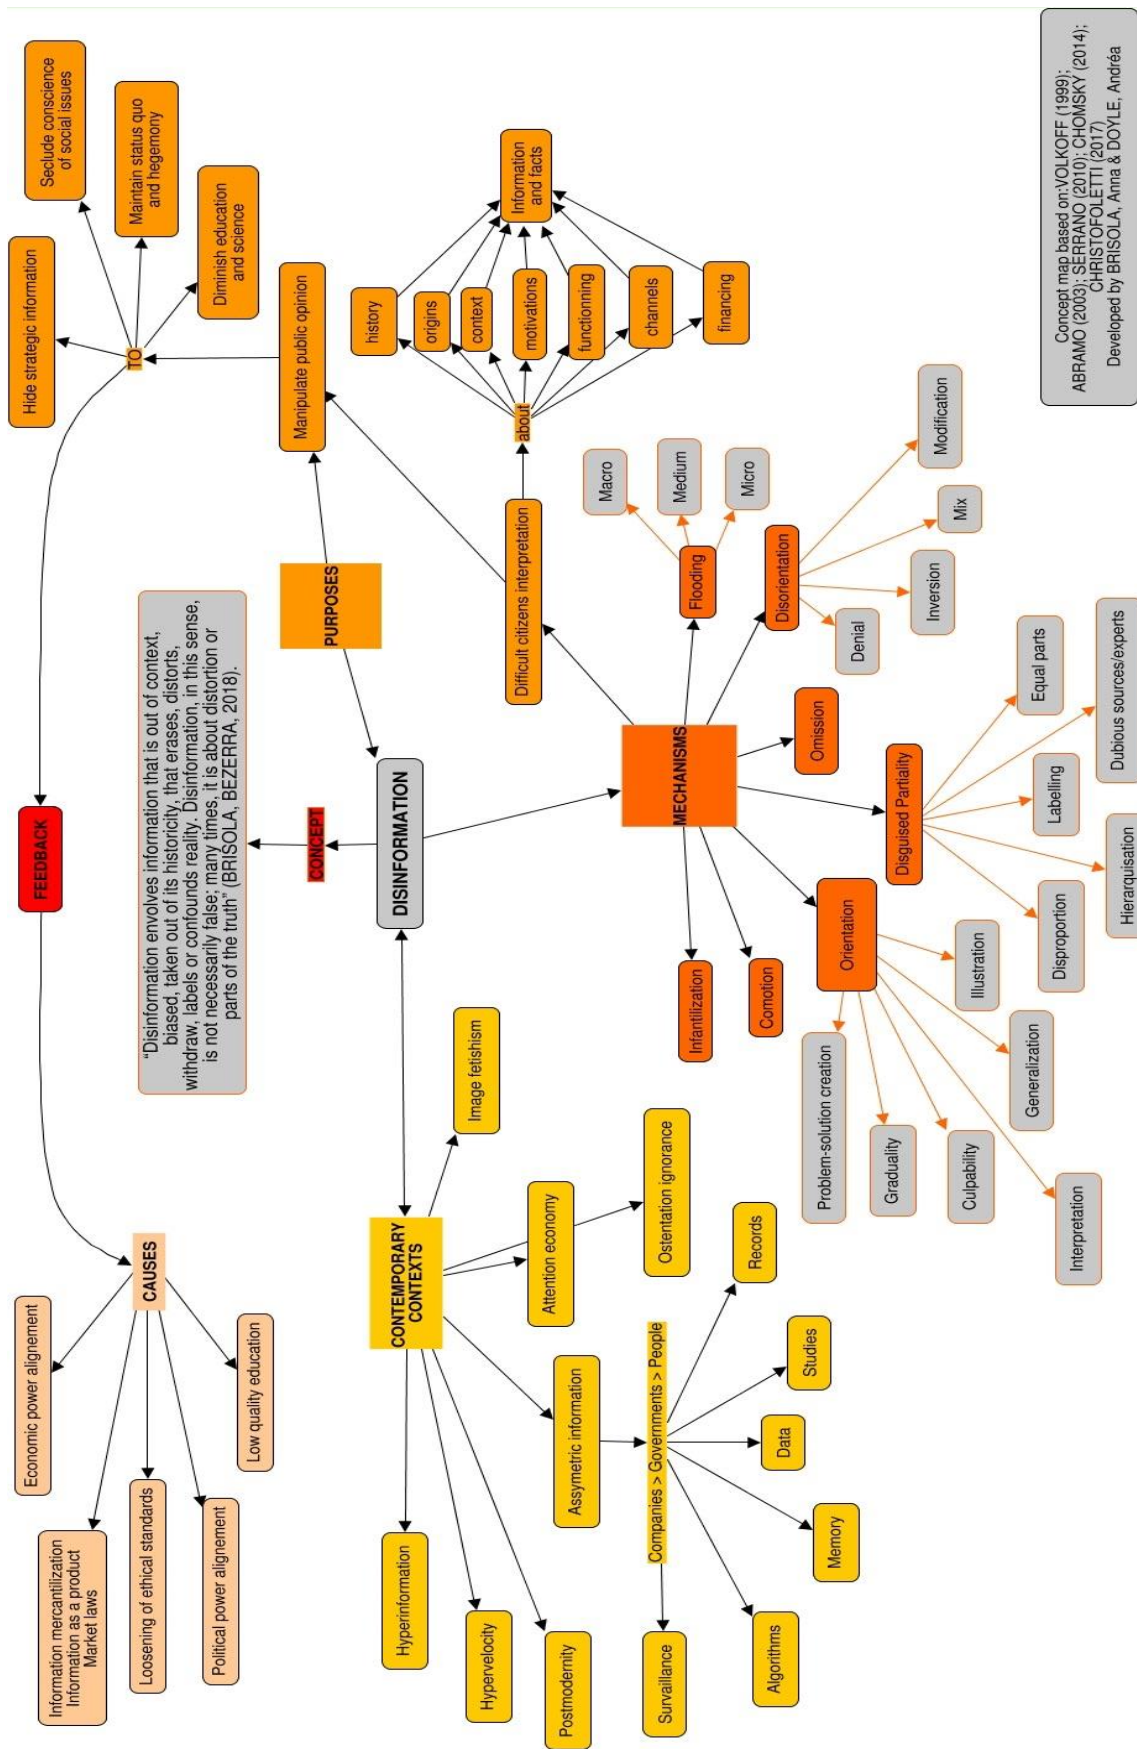 Economic power alignement
Information mercantilization
Information as a product
Market laws
Loosening of ethical standards
Political power alignement
Low quality education
CAUSES
FEEDBACK
TO
Hide strategic information
Seclude conscience
of social issues
Maintain status quo
and hegemony
Diminish education
and science
"Disinformation envolves information that is out of context,
biased, taken out of its historicity, that erases, distorts,
withdraw, labels or confounds reality. Disinformation, in this sense,
is not necessarily false; many times, it is about distortion or
parts of the truth" (BRISOLA, BEZERRA, 2018).
PURPOSES
Manipulate public opinion
CONCEPT
DISINFORMATION
CONTEMPORARY
CONTEXTS
Image fetishism
Attention economy
Ostentation ignorance
Hyperinformation
Hypervelocity
Postmodernity
Assymetric information
Companies > Governments > People
Survaillance
Algorithms
Memory
Data
Studies
Records
Difficult citizens interpretation
about
history
origins
context
motivations
functionning
channels
financing
Information
and facts
MECHANISMS
Infantilization
Comotion
Orientation
Problem-solution creation
Graduality
Culpability
Interpretation
Generalization
Illustration
Disguised Partiality
Disproportion
Hierarquisation
Labelling
Dubious sources/experts
Equal parts
Omission
Disorientation
Denial
Inversion
Mix
Modification
Flooding
Macro
Medium
Micro
Concept map based on:VOLKOFF (1999);
ABRAMO (2003); SERRANO (2010); CHOMSKY (2014);
CHRISTOFOLETTI (2017)
Developed by BRISOLA, Anna & DOYLE, Andréa